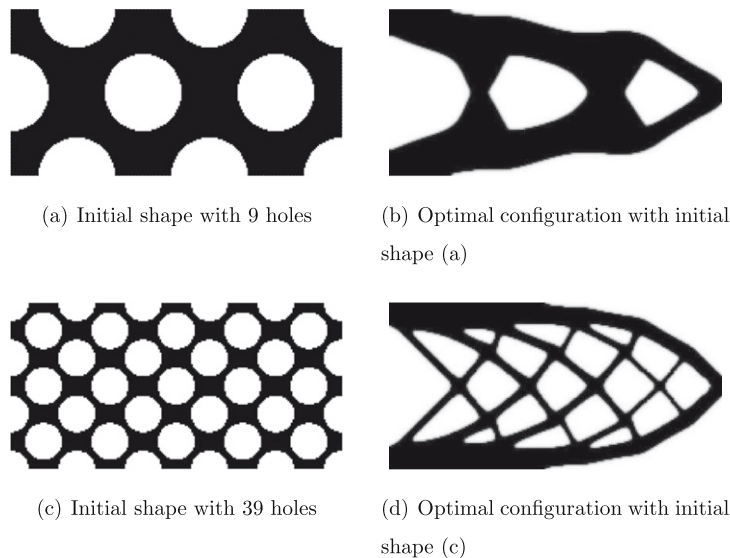 (a) Initial shape with 9 holes
(b) Optimal configuration with initial
shape (a)
(c) Initial shape with 39 holes
(d) Optimal configuration with initial
shape (c)